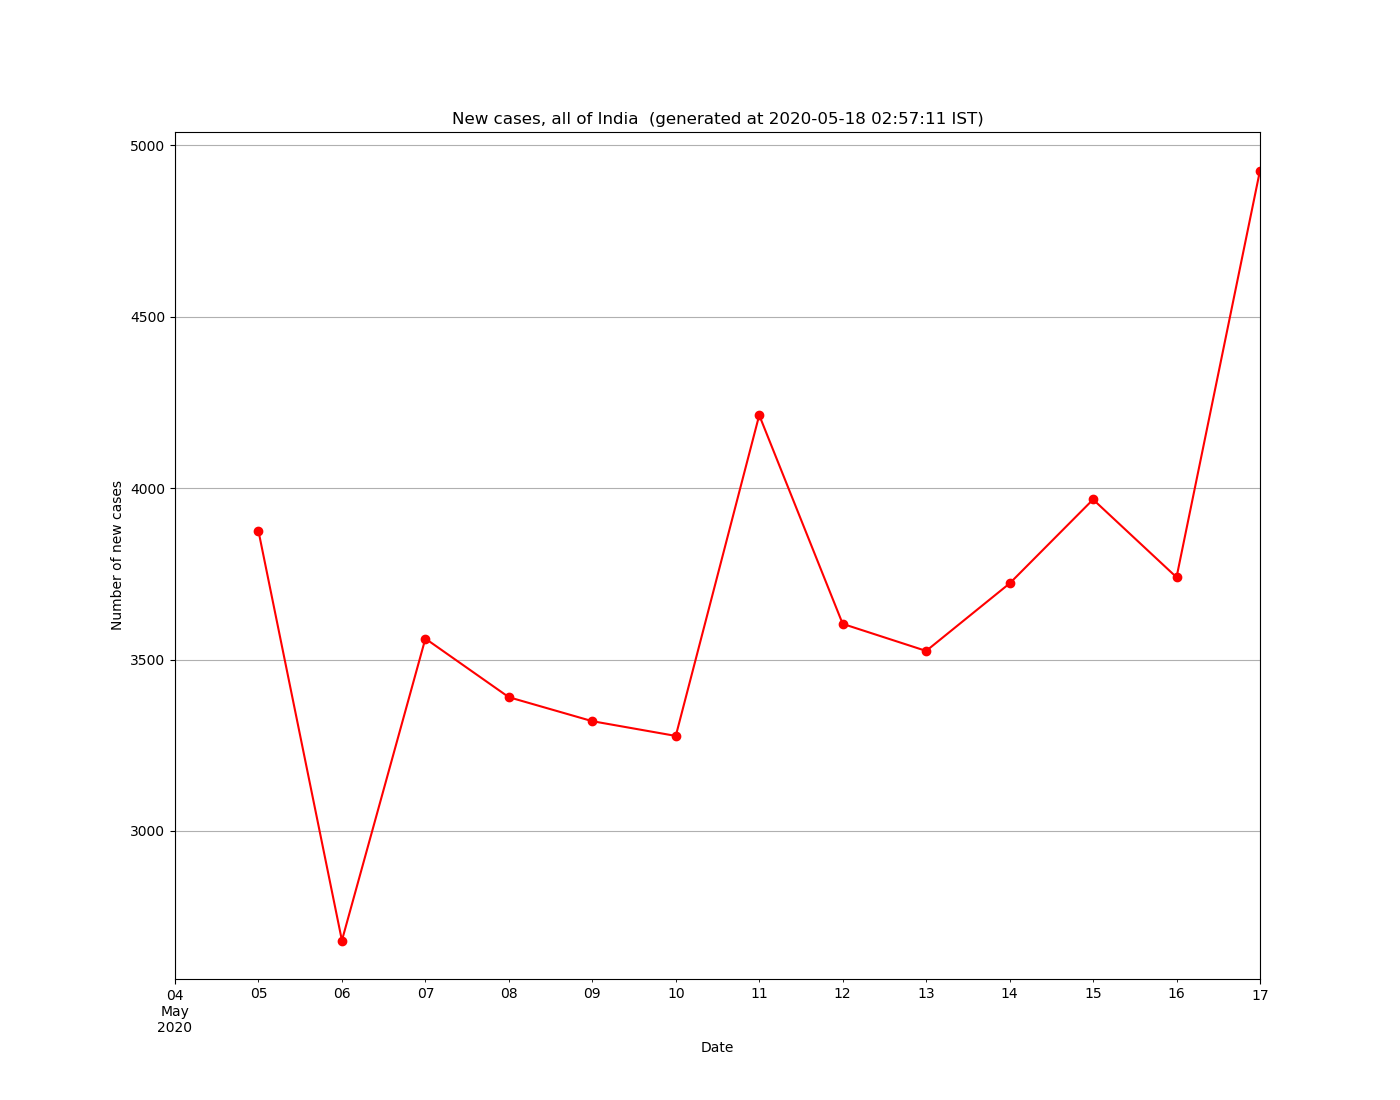 New cases, all of India  (generated at 2020-05-18 02:57:11 IST)
5000
4500
4000
3500
3000
Number of new cases
04 05 06 07 08 09 10 11 12 13 14 15 16 17
May
2020
Date